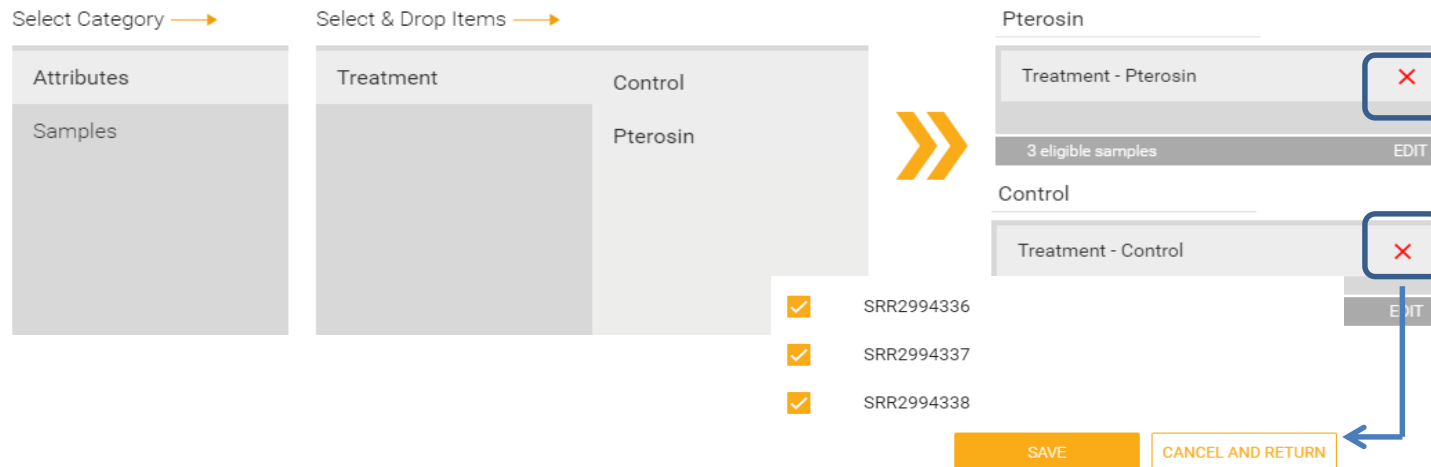 Select Category
Select & Drop Items
Attributes
Samples
Treatment
Control
Pterosin
Pterosin
Treatment - Pterosin
3 eligible samples EDIT
Control
Treatment - Control
EDIT
SRR2994336
SRR2994337
SRR2994338
SAVE CANCEL AND RETURN